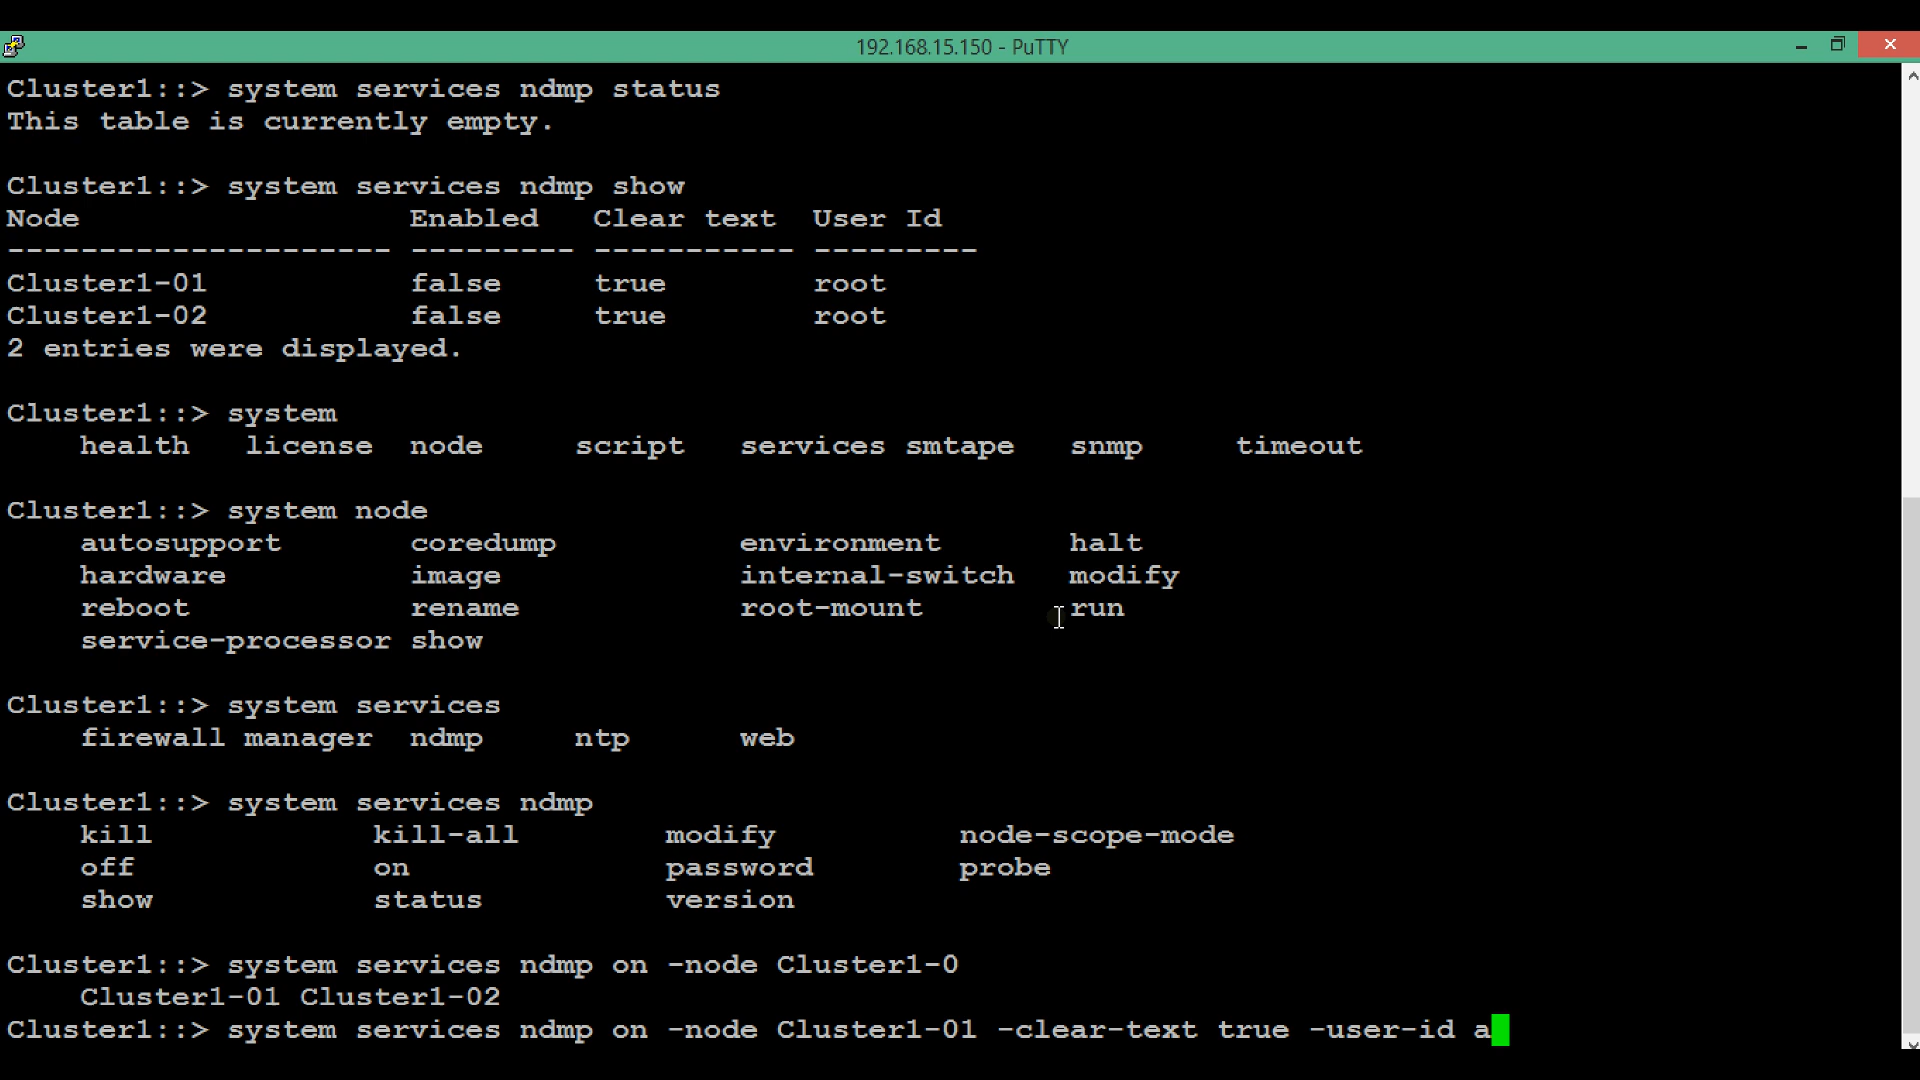 192.168.15.150 - PuTTY
Cluster1::> system services ndmp status
This table is currently empty.
Cluster1::> system services ndmp show
Node                  Enabled   Clear text  User Id
--------------------- --------- ----------- ---------
Cluster1-01           false     true        root
Cluster1-02           false     true        root
2 entries were displayed.
Cluster1::> system
    health   license  node     script   services smtape   snmp     timeout
Cluster1::> system node
    autosupport       coredump          environment       halt
    hardware          image             internal-switch   modify
    reboot            rename            root-mount        run
    service-processor show
Cluster1::> system services
    firewall manager  ndmp     ntp      web
Cluster1::> system services ndmp
    kill            kill-all        modify          node-scope-mode
    off             on              password        probe
    show            status          version
Cluster1::> system services ndmp on -node Cluster1-0
    Cluster1-01 Cluster1-02
Cluster1::> system services ndmp on -node Cluster1-01 -clear-text true -user-id a